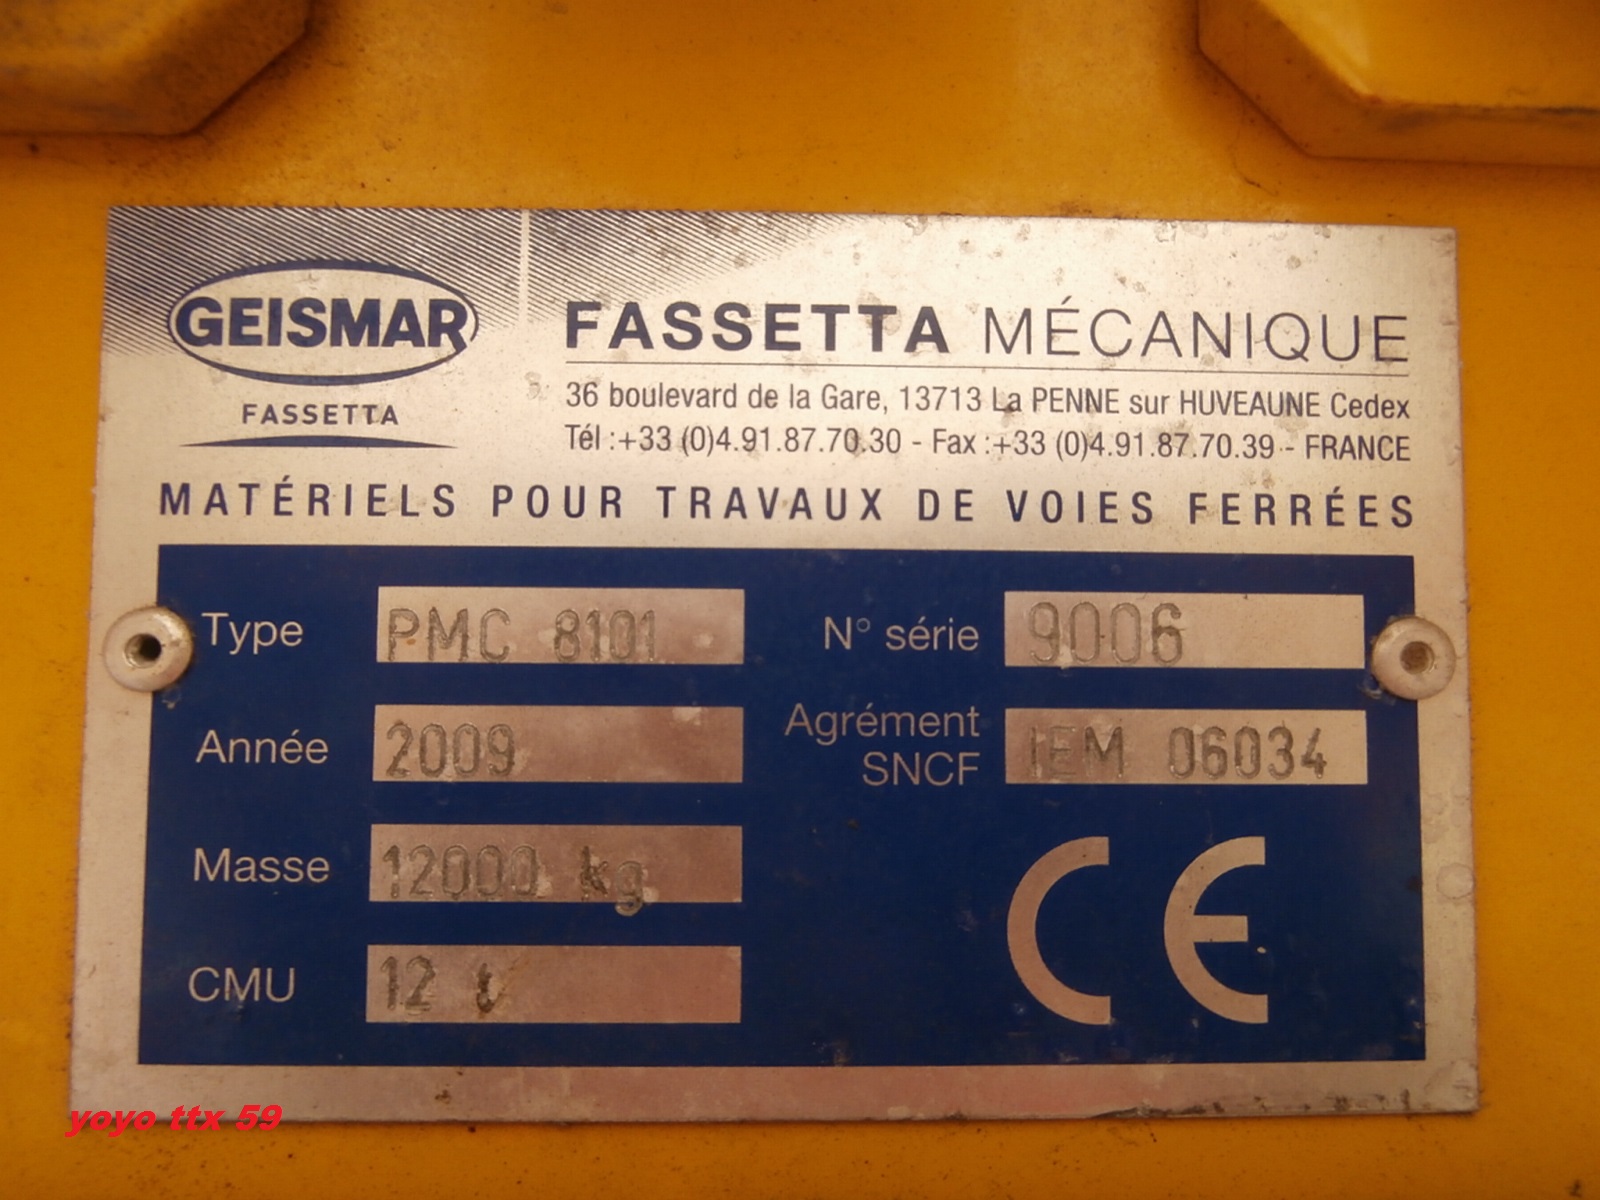 GEISMAR
FASSETTA
FASSETTA MÉCANIQUE
36 boulevard de la Gare, 13713 La PENNE sur HUVEAUNE Cedex
Tél :+33 (0)4.91.87.70.30 - Fax :+33 (0)4.91.87.70.39 - FRANCE
MATÉRIELS POUR TRAVAUX DE VOIES FERRÉES
Type PMC 8101
N° série 9006
Année 2009
Agrément
SNCF IEM 06034
Masse 12000 kg
CMU 12 t
CE
yoyo ttx 59